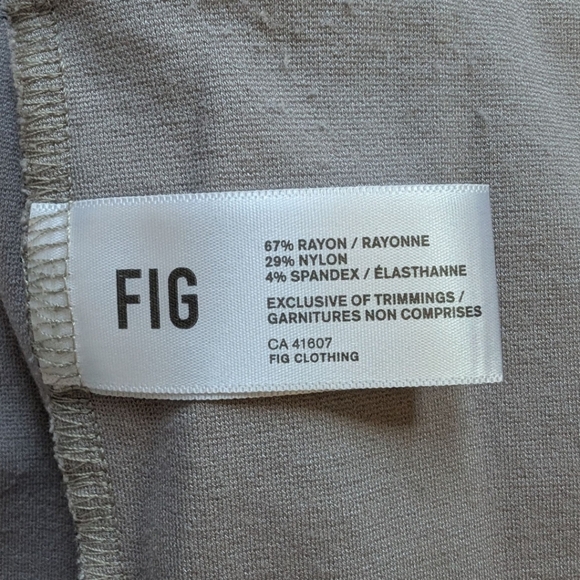 FIG
67% RAYON / RAYONNE
29% NYLON
4% SPANDEX / ÉLASTHANNE
EXCLUSIVE OF TRIMMINGS /
GARNITURES NON COMPRISES
CA 41607
FIG CLOTHING